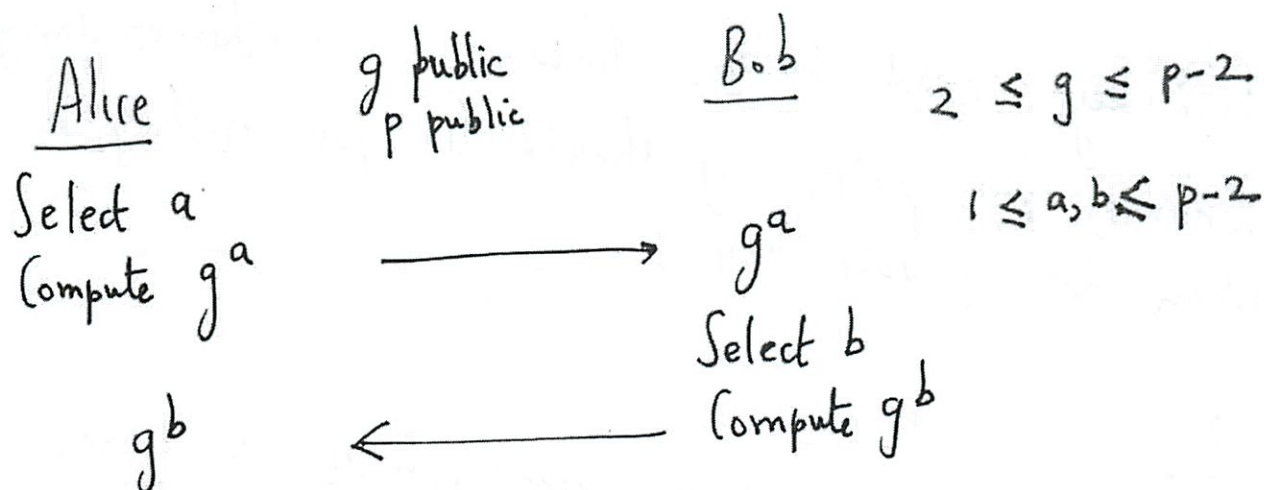 Alice
g public
p public
Bob
2 ≤ g ≤ p-2
1 ≤ a, b ≤ p-2
Select a
Compute g^a
g^a
Select b
Compute g^b
g^b